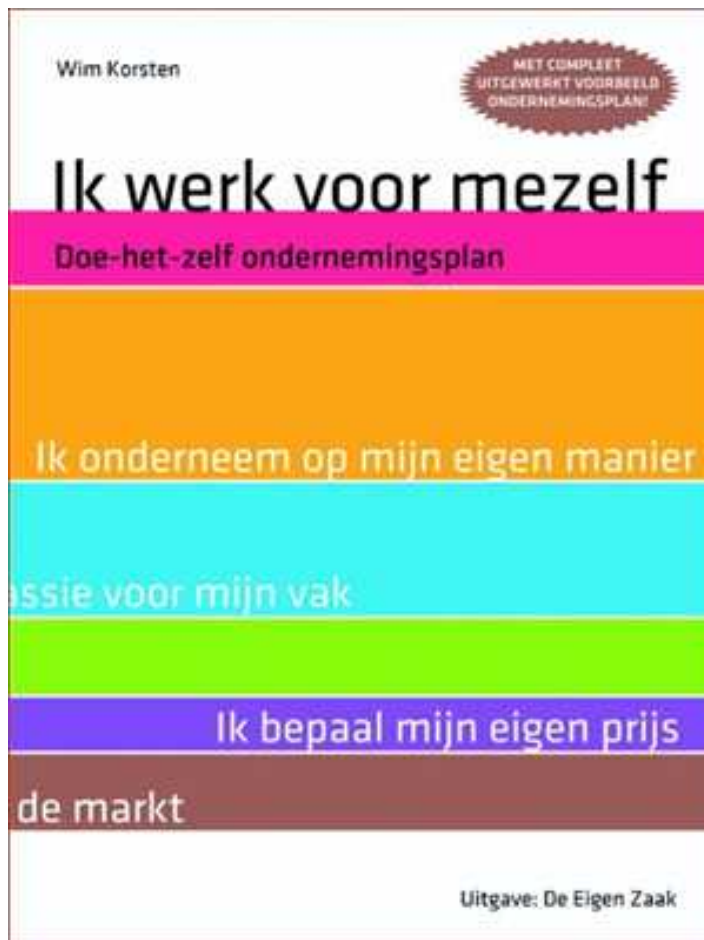 Wim Korsten
MET COMPLEET
UITGEWERKT VOORBEELD
ONDERNEMINGSPLAN!
Ik werk voor mezelf
Doe-het-zelf ondernemingsplan
Ik onderneem op mijn eigen manier
assie voor mijn vak
Ik bepaal mijn eigen prijs
de markt
Uitgave: De Eigen Zaak